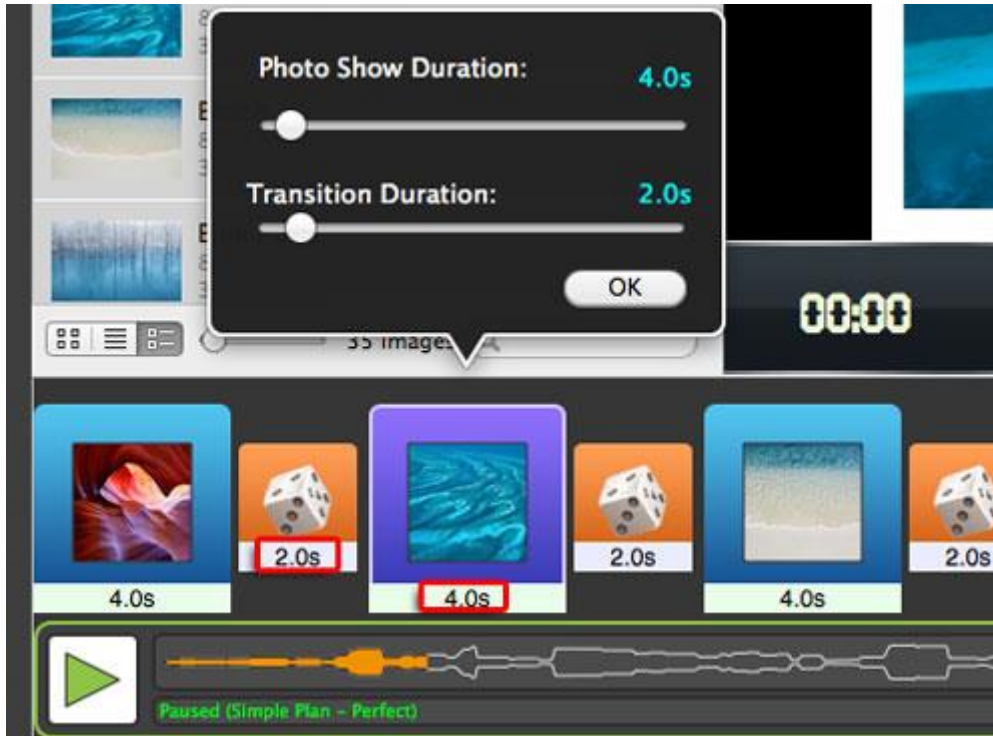 Photo Show Duration:
4.0s
Transition Duration:
2.0s
OK
35 images
00:00
2.0s
2.0s
2.0s
4.0s
4.0s
4.0s
Paused (Simple Plan – Perfect)